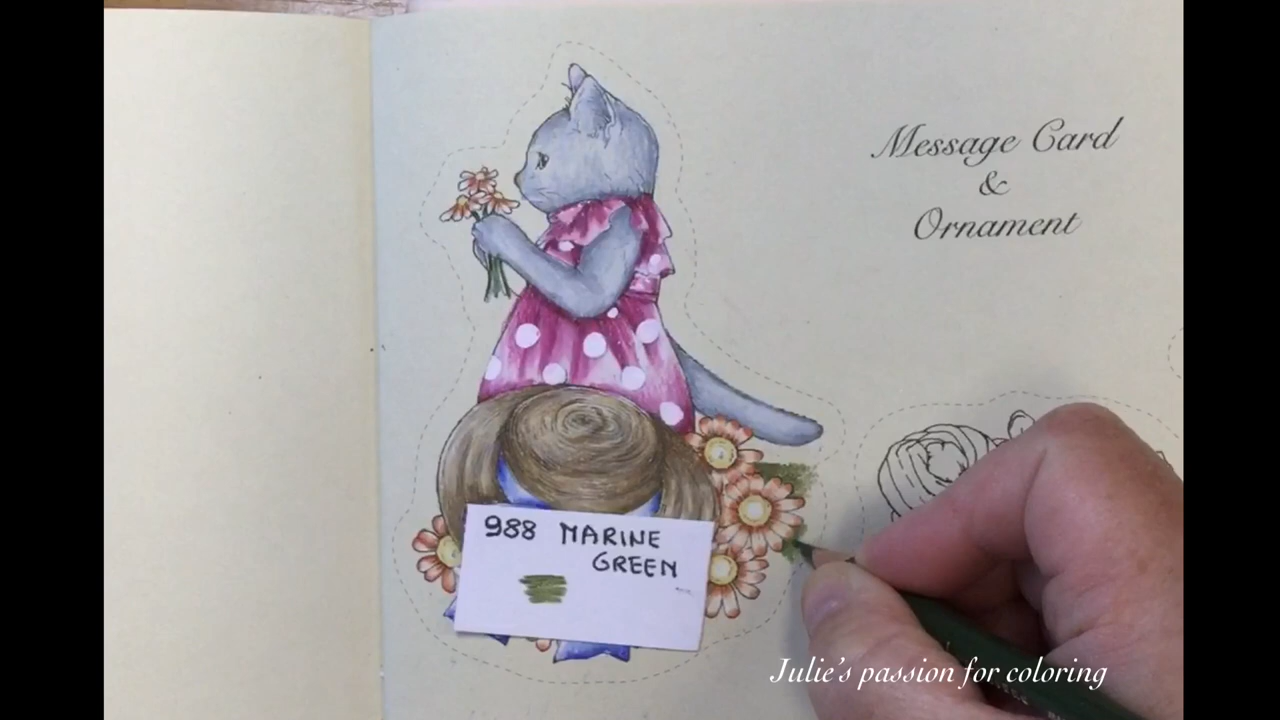 Message Card
&
Ornament
988 MARINE
GREEN
Julie's passion for coloring